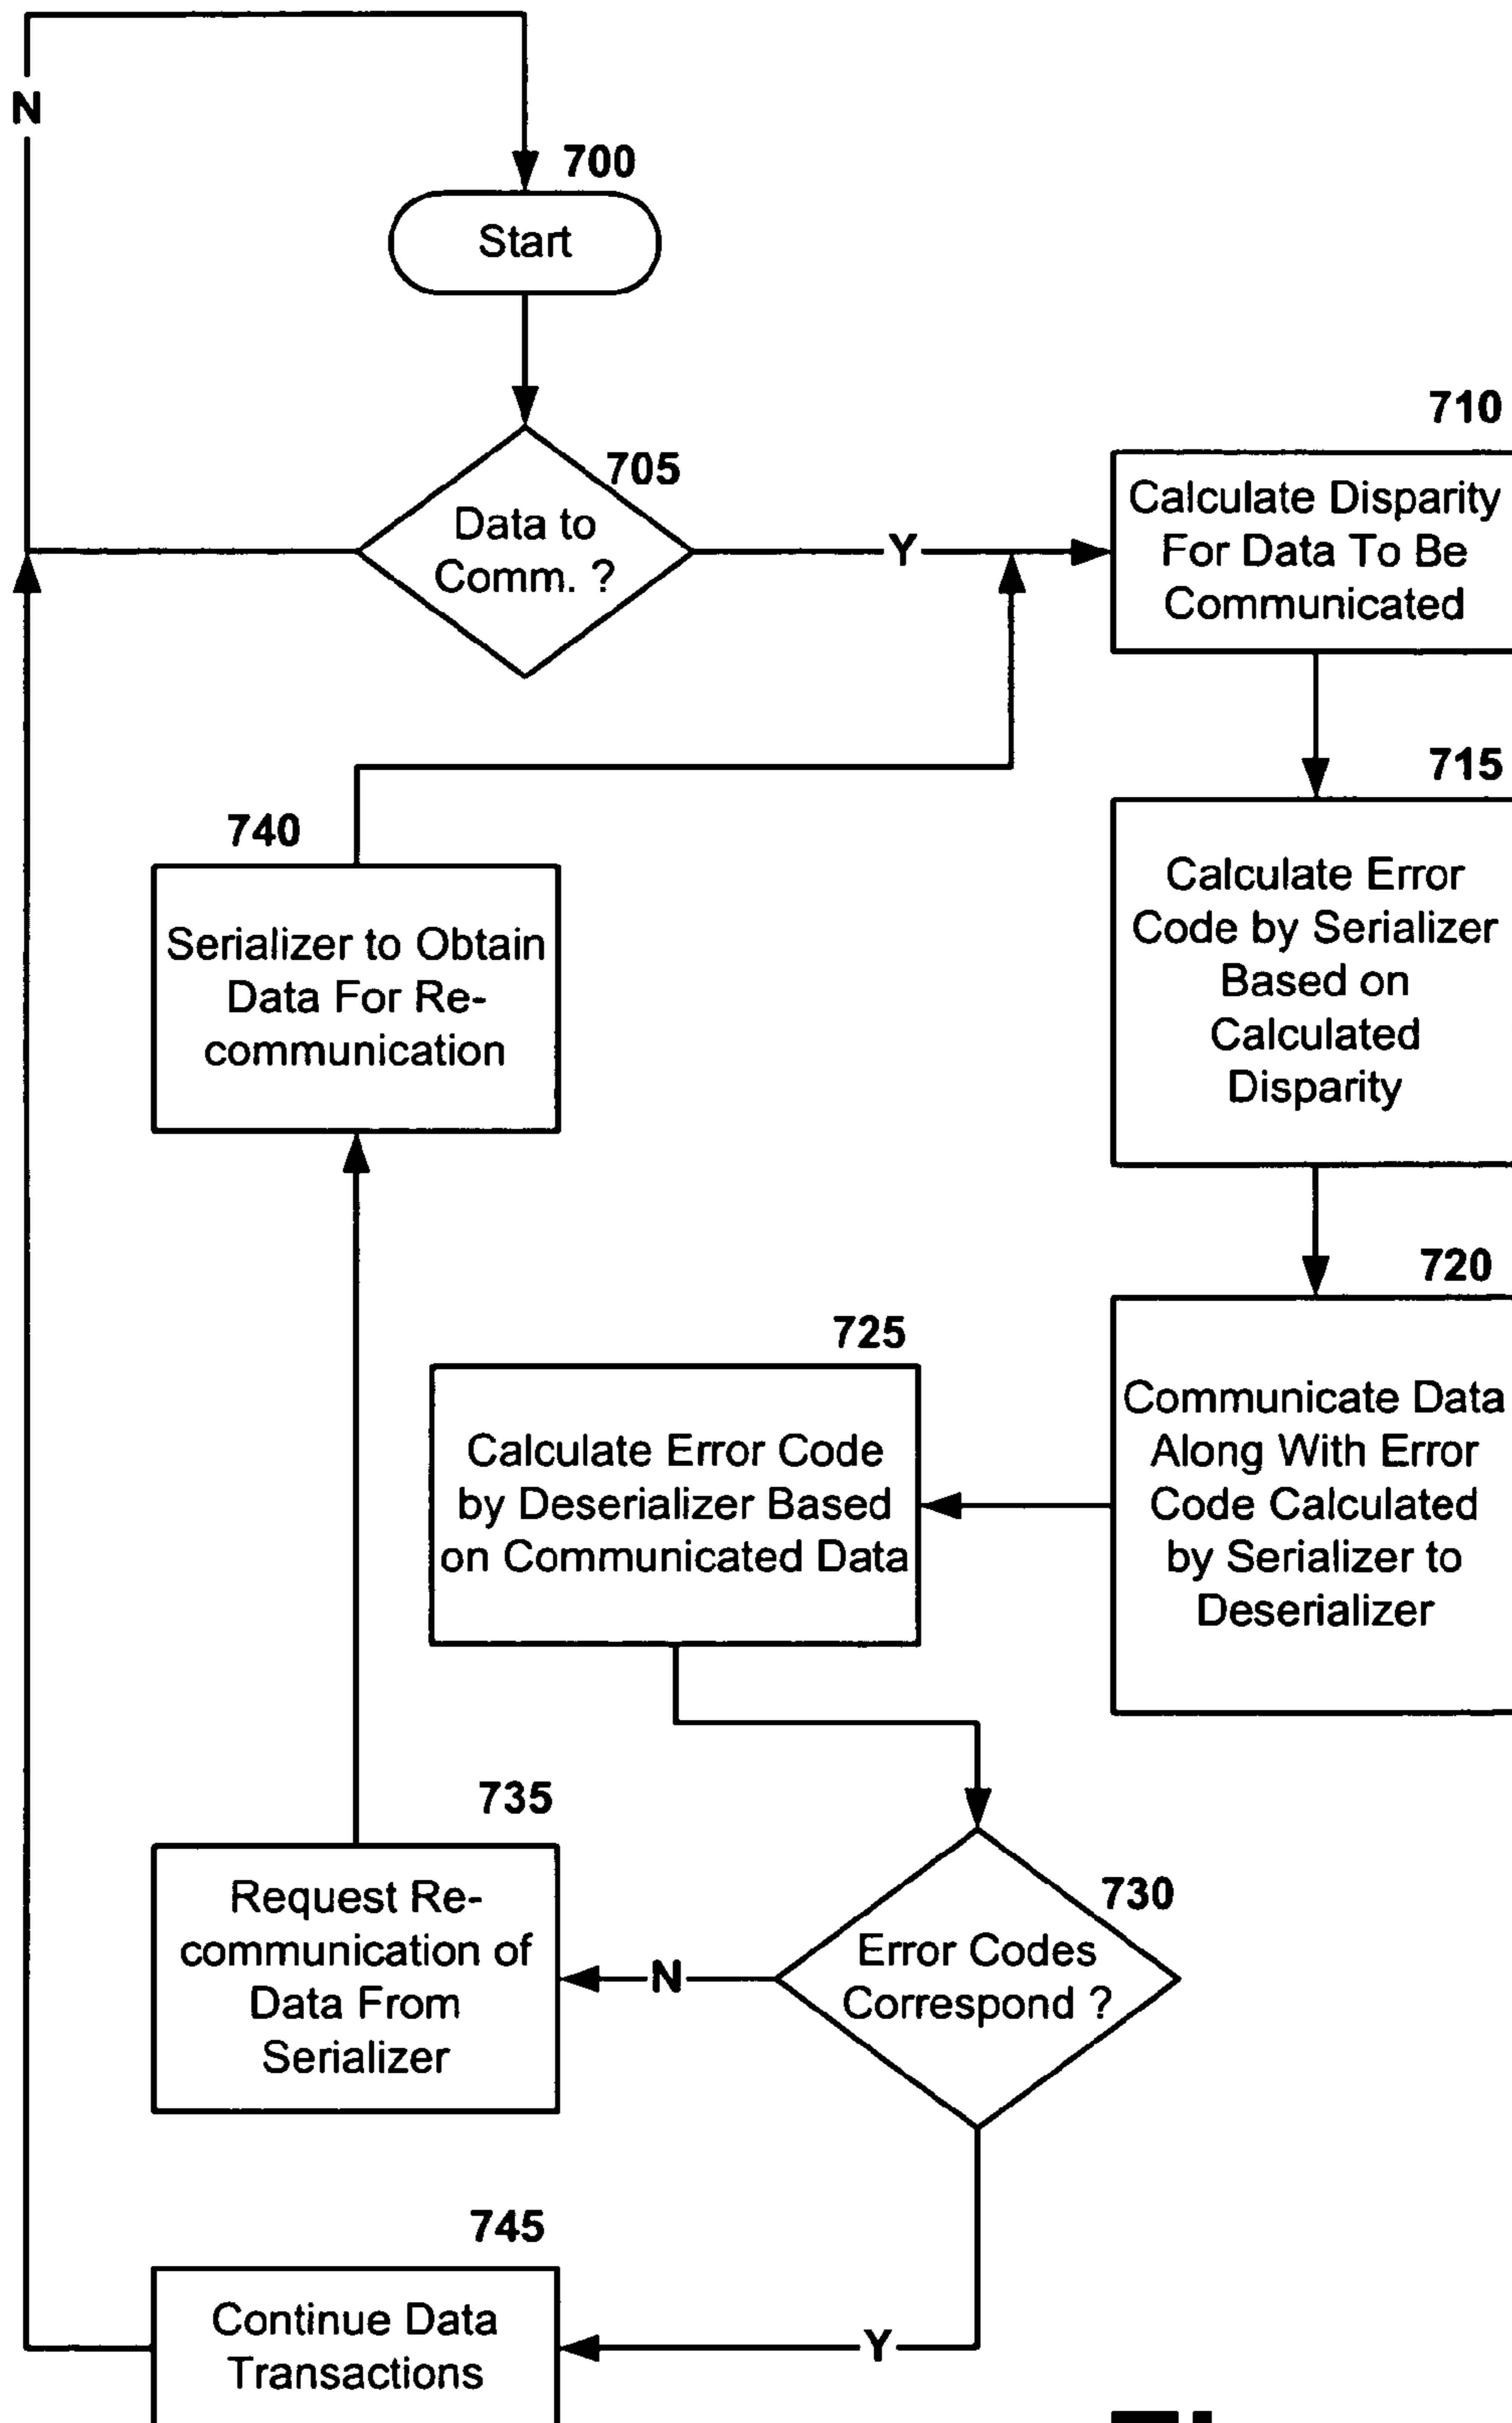 N
700
Start
705
Data to
Comm. ?
Y
710
Calculate Disparity
For Data To Be
Communicated
715
Calculate Error
Code by Serializer
Based on
Calculated
Disparity
740
Serializer to Obtain
Data For Re-
communication
720
Communicate Data
Along With Error
Code Calculated
by Serializer to
Deserializer
725
Calculate Error Code
by Deserializer Based
on Communicated Data
730
Error Codes
Correspond ?
N
735
Request Re-
communication of
Data From
Serializer
Y
745
Continue Data
Transactions